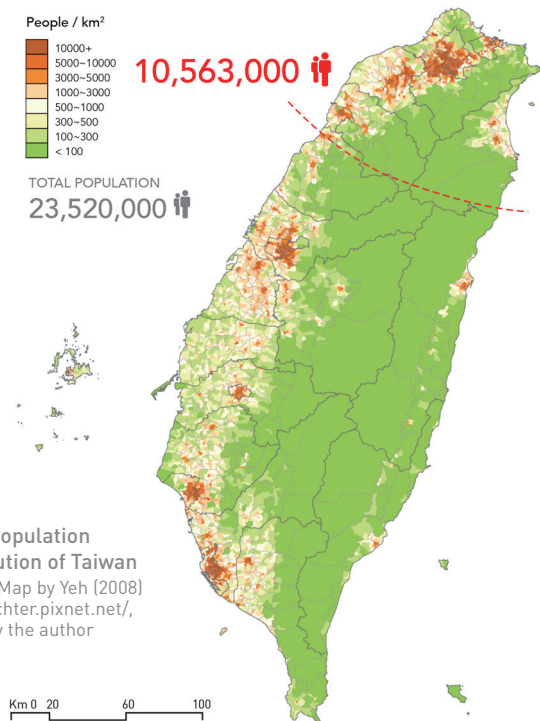 People / km²
10000+
5000~10000
3000~5000
1000~3000
500~1000
300~500
100~300
< 100
10,563,000
TOTAL POPULATION
23,520,000
opulation
ution of Taiwan
Map by Yeh (2008)
chter.pixnet.net/,
y the author
Km 0 20 60 100